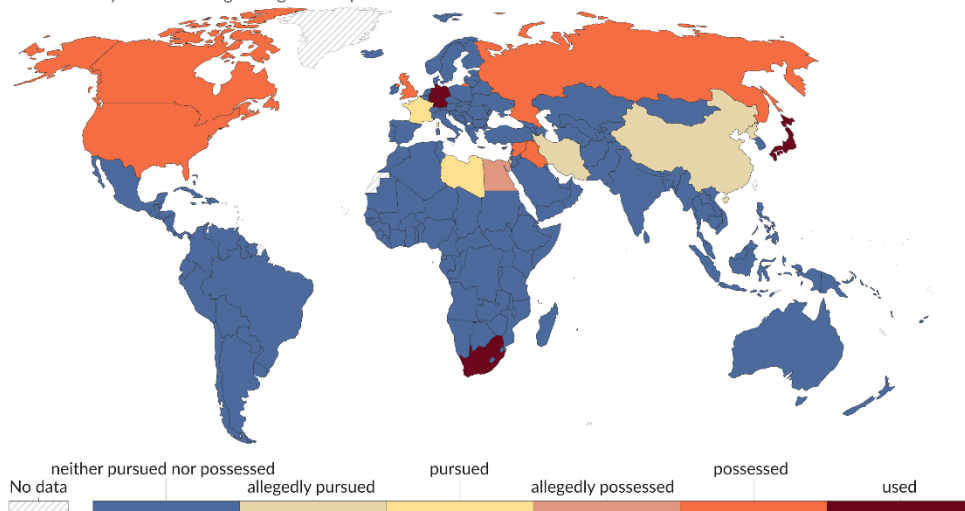 neither pursued nor possessed
pursued
possessed
No data
allegedly pursued
allegedly possessed
used